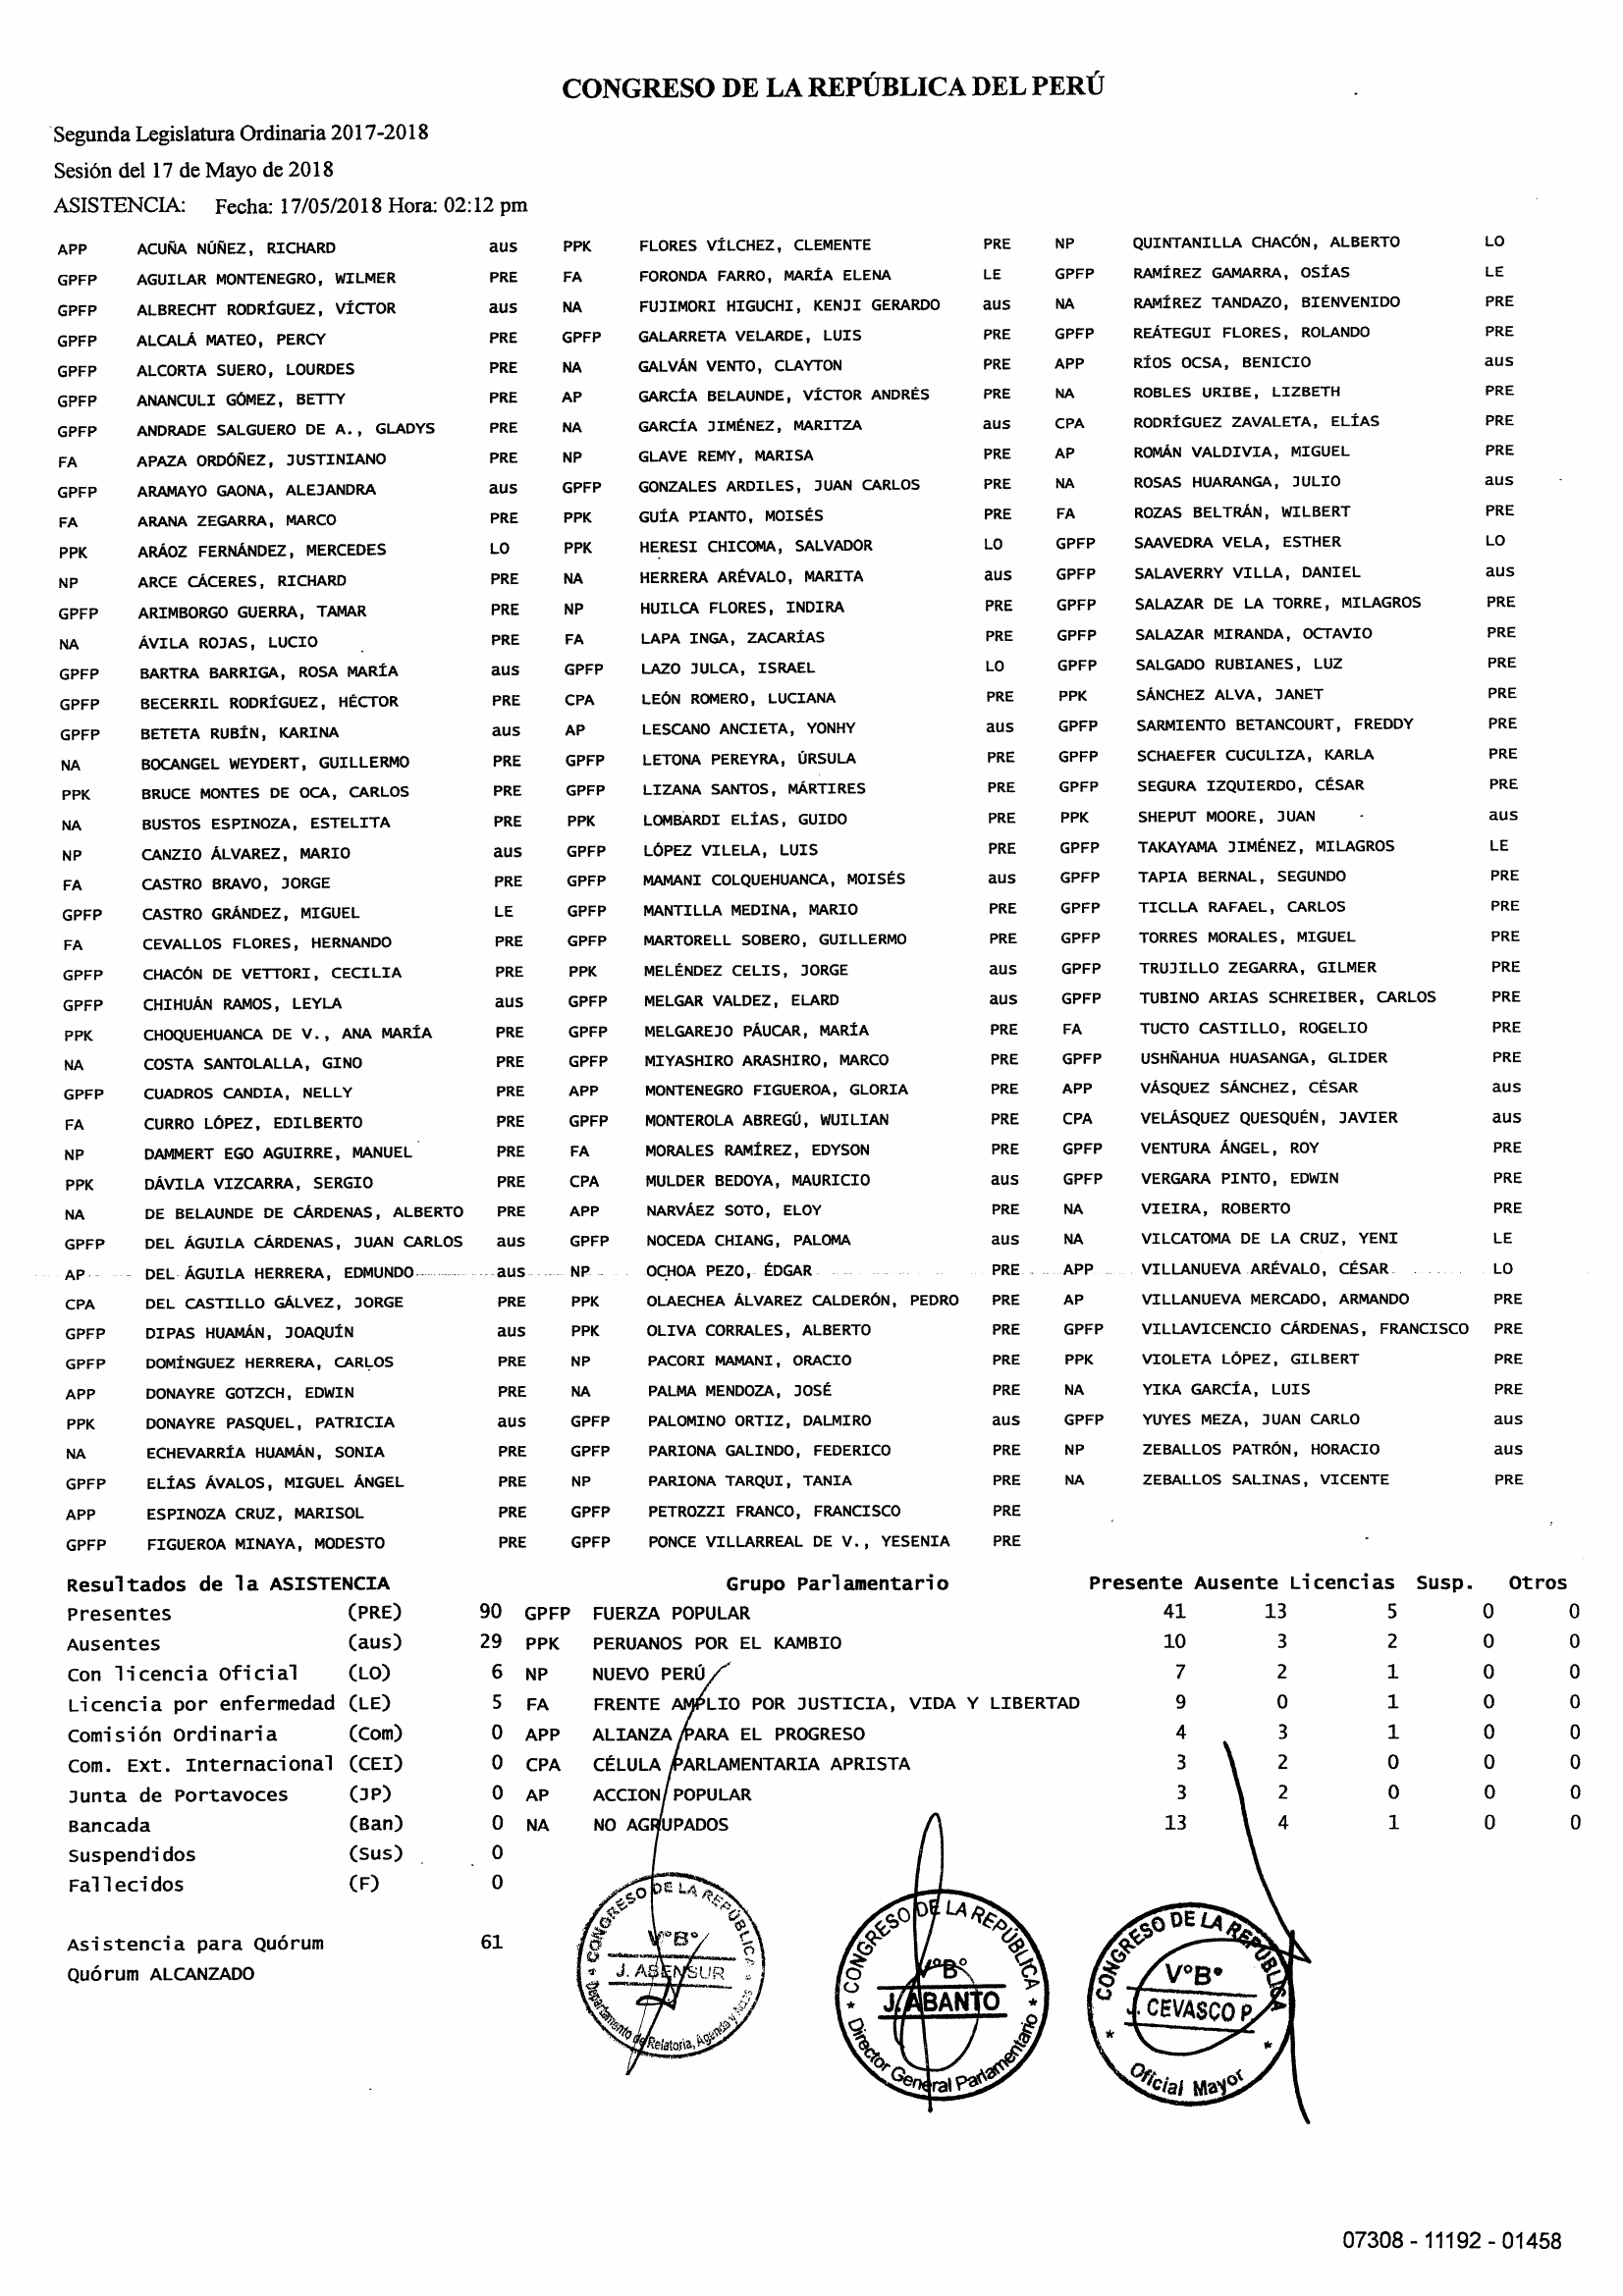 CONGRESO DE LA REPÚBLICA DEL PERÚ
Segunda Legislatura Ordinaria 2017-2018
Sesión del 17 de Mayo de 2018
ASISTENCIA: Fecha: 17/05/2018 Hora: 02:12 pm
APP ACUÑA NÚÑEZ, RICHARD aus PPK FLORES VÍLCHEZ, CLEMENTE PRE NP QUINTANILLA CHACÓN, ALBERTO LO
GPFP AGUILAR MONTENEGRO, WILMER PRE FA FORONDA FARRO, MARÍA ELENA LE GPFP RAMÍREZ GAMARRA, OSÍAS LE
GPFP ALBRECHT RODRÍGUEZ, VÍCTOR aus NA FUJIMORI HIGUCHI, KENJI GERARDO aus NA RAMÍREZ TANDAZO, BIENVENIDO PRE
GPFP ALCALÁ MATEO, PERCY PRE GPFP GALARRETA VELARDE, LUIS PRE GPFP REÁTEGUI FLORES, ROLANDO PRE
GPFP ALCORTA SUERO, LOURDES PRE NA GALVÁN VENTO, CLAYTON PRE APP RÍOS OCSA, BENICIO aus
GPFP ANANCULI GÓMEZ, BETTY PRE AP GARCÍA BELAUNDE, VÍCTOR ANDRÉS PRE NA ROBLES URIBE, LIZBETH PRE
GPFP ANDRADE SALGUERO DE A., GLADYS PRE NA GARCÍA JIMÉNEZ, MARITZA aus CPA RODRÍGUEZ ZAVALETA, ELÍAS PRE
FA APAZA ORDÓÑEZ, JUSTINIANO PRE NP GLAVE REMY, MARISA PRE AP ROMÁN VALDIVIA, MIGUEL PRE
GPFP ARAMAYO GAONA, ALEJANDRA aus GPFP GONZALES ARDILES, JUAN CARLOS PRE NA ROSAS HUARANGA, JULIO aus
FA ARANA ZEGARRA, MARCO PRE PPK GUÍA PIANTO, MOISÉS PRE FA ROZAS BELTRÁN, WILBERT PRE
PPK ARÁOZ FERNÁNDEZ, MERCEDES LO PPK HERESI CHICOMA, SALVADOR LO GPFP SAAVEDRA VELA, ESTHER LO
NP ARCE CÁCERES, RICHARD PRE NA HERRERA ARÉVALO, MARITA aus GPFP SALAVERRY VILLA, DANIEL aus
GPFP ARIMBORGO GUERRA, TAMAR PRE NP HUILCA FLORES, INDIRA PRE GPFP SALAZAR DE LA TORRE, MILAGROS PRE
NA ÁVILA ROJAS, LUCIO PRE FA LAPA INGA, ZACARÍAS PRE GPFP SALAZAR MIRANDA, OCTAVIO PRE
GPFP BARTRA BARRIGA, ROSA MARÍA aus GPFP LAZO JULCA, ISRAEL LO GPFP SALGADO RUBIANES, LUZ PRE
GPFP BECERRIL RODRÍGUEZ, HÉCTOR PRE CPA LEÓN ROMERO, LUCIANA PRE PPK SÁNCHEZ ALVA, JANET PRE
GPFP BETETA RUBÍN, KARINA aus AP LESCANO ANCIETA, YONHY aus GPFP SARMIENTO BETANCOURT, FREDDY PRE
NA BOCANGEL WEYDERT, GUILLERMO PRE GPFP LETONA PEREYRA, ÚRSULA PRE GPFP SCHAEFER CUCULIZA, KARLA PRE
PPK BRUCE MONTES DE OCA, CARLOS PRE GPFP LIZANA SANTOS, MÁRTIRES PRE GPFP SEGURA IZQUIERDO, CÉSAR PRE
NA BUSTOS ESPINOZA, ESTELITA PRE PPK LOMBARDI ELÍAS, GUIDO PRE PPK SHEPUT MOORE, JUAN aus
NP CANZIO ÁLVAREZ, MARIO aus GPFP LÓPEZ VILELA, LUIS PRE GPFP TAKAYAMA JIMÉNEZ, MILAGROS LE
FA CASTRO BRAVO, JORGE PRE GPFP MAMANI COLQUEHUANCA, MOISÉS aus GPFP TAPIA BERNAL, SEGUNDO PRE
GPFP CASTRO GRÁNDEZ, MIGUEL LE GPFP MANTILLA MEDINA, MARIO PRE GPFP TICLLA RAFAEL, CARLOS PRE
FA CEVALLOS FLORES, HERNANDO PRE GPFP MARTORELL SOBERO, GUILLERMO PRE GPFP TORRES MORALES, MIGUEL PRE
GPFP CHACÓN DE VETTORI, CECILIA PRE PPK MELÉNDEZ CELIS, JORGE aus GPFP TRUJILLO ZEGARRA, GILMER PRE
GPFP CHIHUÁN RAMOS, LEYLA aus GPFP MELGAR VALDEZ, ELARD aus GPFP TUBINO ARIAS SCHREIBER, CARLOS PRE
PPK CHOQUEHUANCA DE V., ANA MARÍA PRE GPFP MELGAREJO PÁUCAR, MARÍA PRE FA TUCTO CASTILLO, ROGELIO PRE
NA COSTA SANTOLALLA, GINO PRE GPFP MIYASHIRO ARASHIRO, MARCO PRE GPFP USHÑAHUA HUASANGA, GLIDER PRE
GPFP CUADROS CANDIA, NELLY PRE APP MONTENEGRO FIGUEROA, GLORIA PRE APP VÁSQUEZ SÁNCHEZ, CÉSAR aus
FA CURRO LÓPEZ, EDILBERTO PRE GPFP MONTEROLA ABREGÚ, WUILIAN PRE CPA VELÁSQUEZ QUESQUÉN, JAVIER aus
NP DAMMERT EGO AGUIRRE, MANUEL PRE FA MORALES RAMÍREZ, EDYSON PRE GPFP VENTURA ÁNGEL, ROY PRE
PPK DÁVILA VIZCARRA, SERGIO PRE CPA MULDER BEDOYA, MAURICIO aus GPFP VERGARA PINTO, EDWIN PRE
NA DE BELAUNDE DE CÁRDENAS, ALBERTO PRE APP NARVÁEZ SOTO, ELOY PRE NA VIEIRA, ROBERTO PRE
GPFP DEL ÁGUILA CÁRDENAS, JUAN CARLOS aus GPFP NOCEDA CHIANG, PALOMA aus NA VILCATOMA DE LA CRUZ, YENI LE
AP DEL ÁGUILA HERRERA, EDMUNDO aus NP OCHOA PEZO, ÉDGAR PRE APP VILLANUEVA ARÉVALO, CÉSAR LO
CPA DEL CASTILLO GÁLVEZ, JORGE PRE PPK OLAECHEA ÁLVAREZ CALDERÓN, PEDRO PRE AP VILLANUEVA MERCADO, ARMANDO PRE
GPFP DIPAS HUAMÁN, JOAQUÍN aus PPK OLIVA CORRALES, ALBERTO PRE GPFP VILLAVICENCIO CÁRDENAS, FRANCISCO PRE
GPFP DOMÍNGUEZ HERRERA, CARLOS PRE NP PACORI MAMANI, ORACIO PRE PPK VIOLETA LÓPEZ, GILBERT PRE
APP DONAYRE GOTZCH, EDWIN PRE NA PALMA MENDOZA, JOSÉ PRE NA YIKA GARCÍA, LUIS PRE
PPK DONAYRE PASQUEL, PATRICIA aus GPFP PALOMINO ORTIZ, DALMIRO aus GPFP YUYES MEZA, JUAN CARLO aus
NA ECHEVARRÍA HUAMÁN, SONIA PRE GPFP PARIONA GALINDO, FEDERICO PRE NP ZEBALLOS PATRÓN, HORACIO aus
GPFP ELÍAS ÁVALOS, MIGUEL ÁNGEL PRE NP PARIONA TARQUI, TANIA PRE NA ZEBALLOS SALINAS, VICENTE PRE
APP ESPINOZA CRUZ, MARISOL PRE GPFP PETROZZI FRANCO, FRANCISCO PRE
GPFP FIGUEROA MINAYA, MODESTO PRE GPFP PONCE VILLARREAL DE V., YESENIA PRE
Resultados de la ASISTENCIA Grupo Parlamentario Presente Ausente Licencias Susp. Otros
Presentes (PRE) 90 GPFP FUERZA POPULAR 41 13 5 0 0
Ausentes (aus) 29 PPK PERUANOS POR EL KAMBIO 10 3 2 0 0
Con licencia Oficial (LO) 6 NP NUEVO PERÚ 7 2 1 0 0
Licencia por enfermedad (LE) 5 FA FRENTE AMPLIO POR JUSTICIA, VIDA Y LIBERTAD 9 0 1 0 0
Comisión Ordinaria (Com) 0 APP ALIANZA PARA EL PROGRESO 4 3 1 0 0
Com. Ext. Internacional (CEI) 0 CPA CÉLULA PARLAMENTARIA APRISTA 3 2 0 0 0
Junta de Portavoces (JP) 0 AP ACCION POPULAR 3 2 0 0 0
Bancada (Ban) 0 NA NO AGRUPADOS 13 4 1 0 0
Suspendidos (Sus) 0
Fallecidos (F) 0
Asistencia para Quórum 61
Quórum ALCANZADO
CONGRESO DE LA REPÚBLICA
V°B°
J. ABENSUR
Departamento de Relatoría, Agenda y Actas
CONGRESO DE LA REPÚBLICA
V°B°
J. ABANTO
Director General Parlamentario
CONGRESO DE LA REPÚBLICA
V°B°
J. CEVASCO P.
Oficial Mayor
07308 - 11192 - 01458